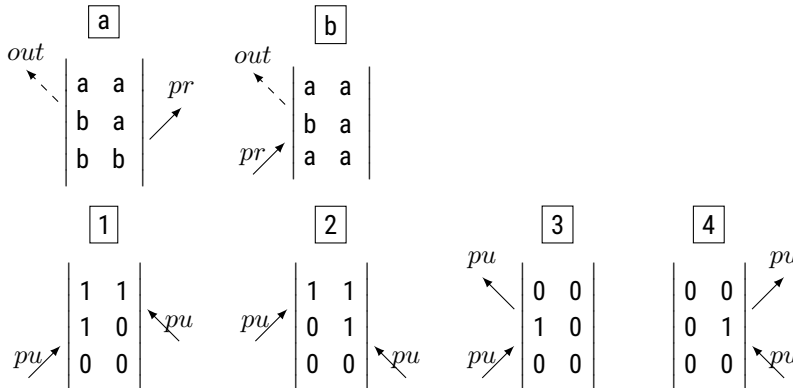 a b
out out
a a a a
pr
b a b a
pr
b b a a
1 2 3 4
pu pu
1 1 1 1 0 0 0 0
pu pu
1 0 0 1 1 0 0 1
pu pu pu pu
0 0 0 0 0 0 0 0